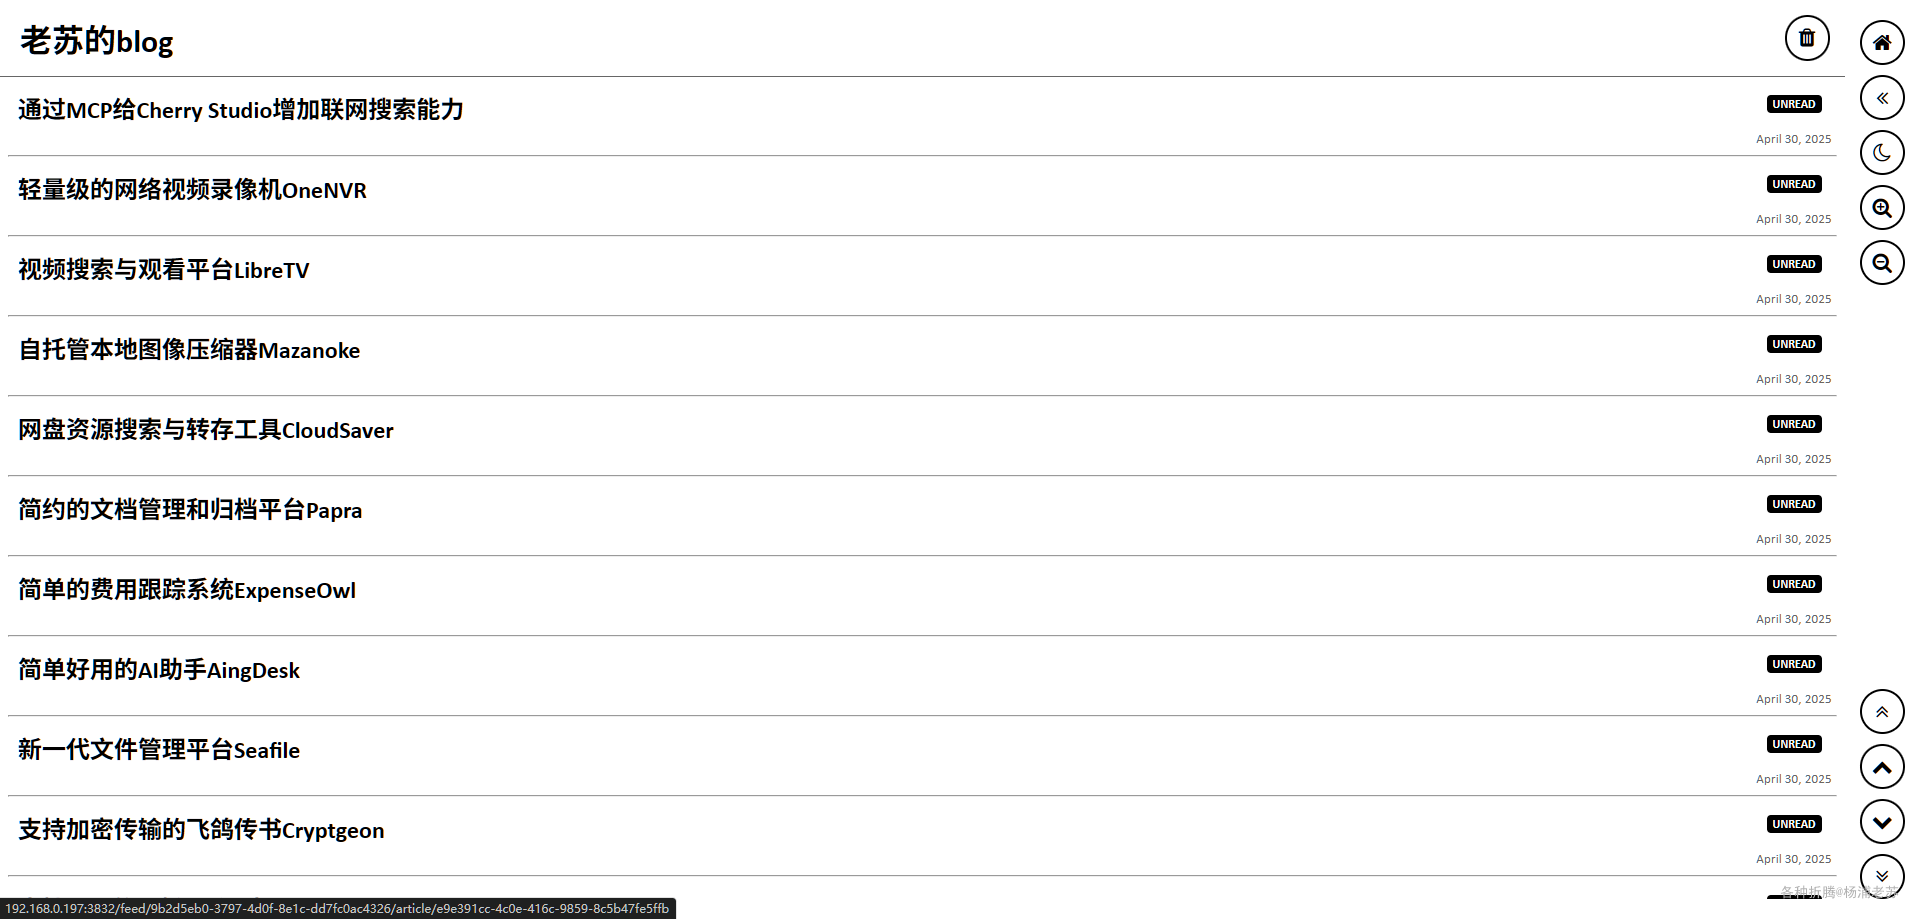 老苏的blog
通过MCP给Cherry Studio增加联网搜索能力
UNREAD
April 30, 2025
轻量级的网络视频录像机OneNVR
UNREAD
April 30, 2025
视频搜索与观看平台LibreTV
UNREAD
April 30, 2025
自托管本地图像压缩器Mazanoke
UNREAD
April 30, 2025
网盘资源搜索与转存工具CloudSaver
UNREAD
April 30, 2025
简约的文档管理和归档平台Papra
UNREAD
April 30, 2025
简单的费用跟踪系统ExpenseOwl
UNREAD
April 30, 2025
简单好用的AI助手AingDesk
UNREAD
April 30, 2025
新一代文件管理平台Seafile
UNREAD
April 30, 2025
支持加密传输的飞鸽传书Cryptgeon
UNREAD
April 30, 2025
各种折腾@杨浦老苏
192.168.0.197:3832/feed/9b2d5eb0-3797-4d0f-8e1c-dd7fc0ac4326/article/e9e391cc-4c0e-416c-9859-8c5b47fe5ffb